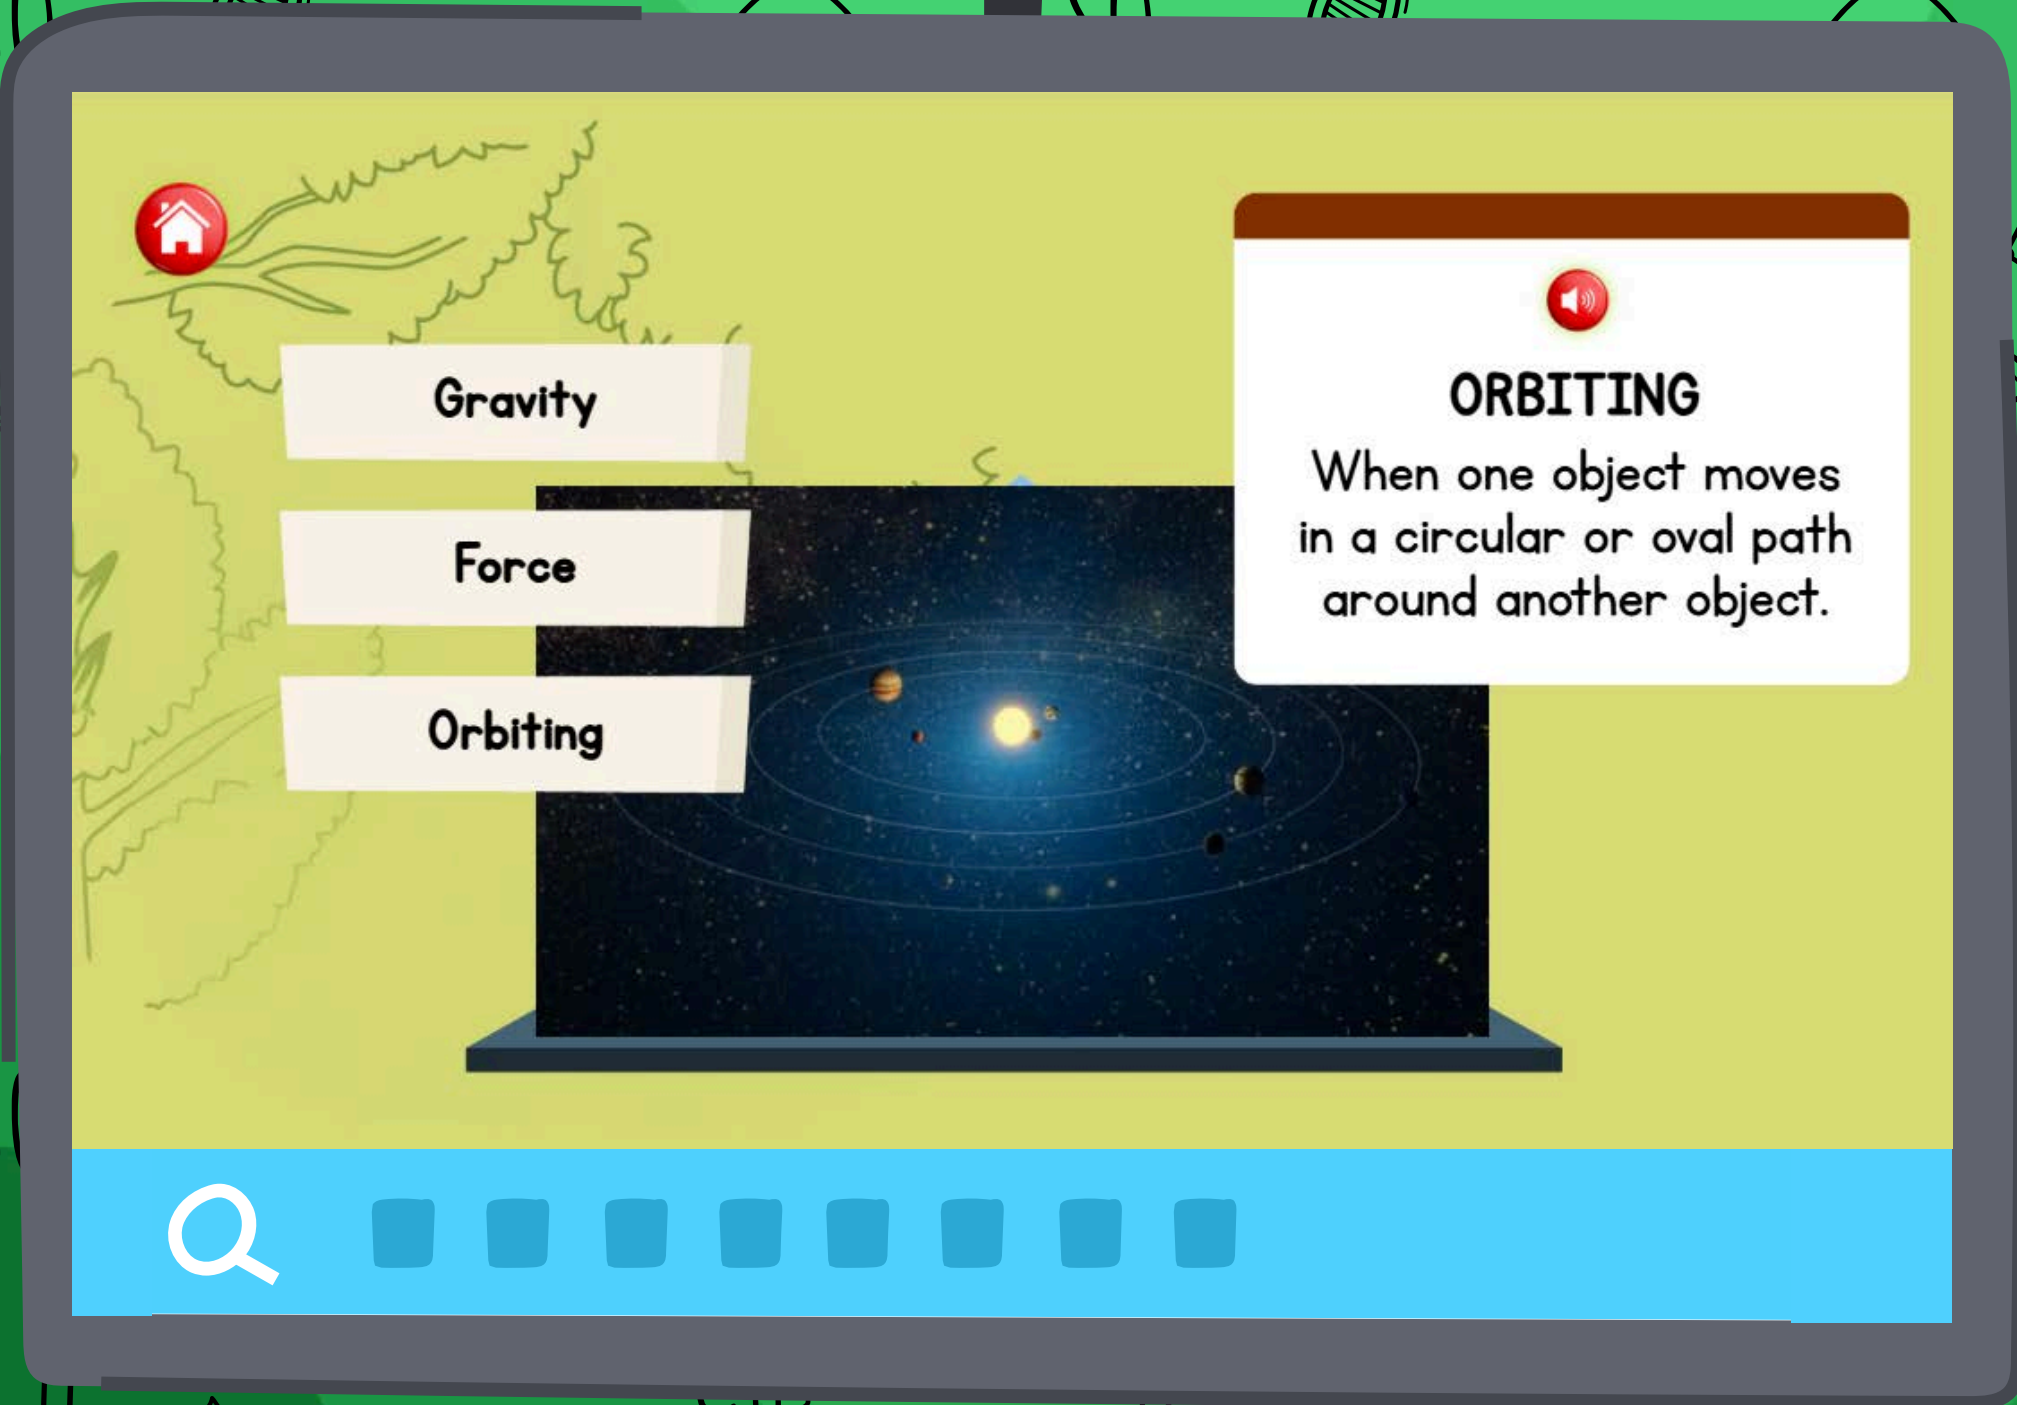 Gravity
Force
Orbiting
ORBITING
When one object moves
in a circular or oval path
around another object.